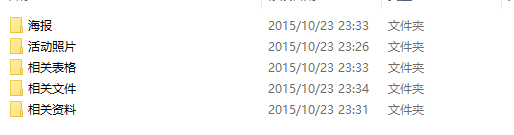 海报 2015/10/23 23:33 文件夹
活动照片 2015/10/23 23:26 文件夹
相关表格 2015/10/23 23:33 文件夹
相关文件 2015/10/23 23:34 文件夹
相关资料 2015/10/23 23:31 文件夹